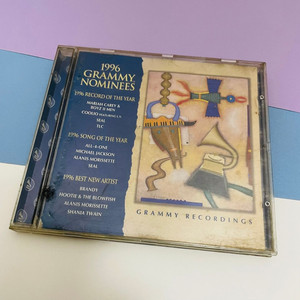 1996
GRAMMY
NOMINEES
1996 RECORD OF THE YEAR
MARIAH CAREY &
BOYZ II MEN
COOLIO FEATURING L.V.
SEAL
TLC
1996 SONG OF THE YEAR
ALL-4-ONE
MICHAEL JACKSON
ALANIS MORISSETTE
SEAL
1996 BEST NEW ARTIST
BRANDY
HOOTIE & THE BLOWFISH
ALANIS MORISSETTE
SHANIA TWAIN
GRAMMY RECORDINGS